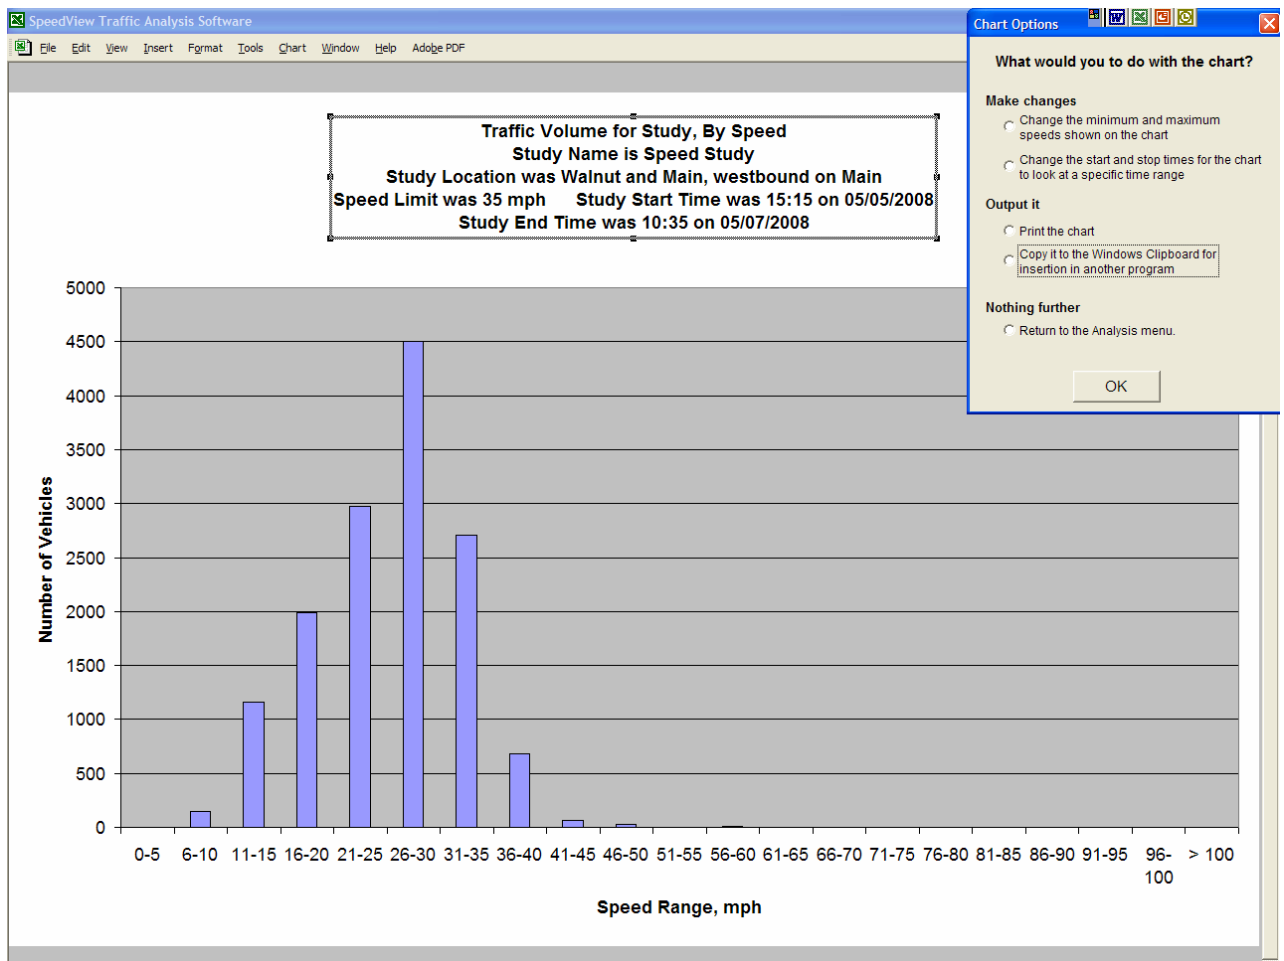 SpeedView Traffic Analysis Software
File Edit View Insert Format Tools Chart Window Help Adobe PDF
Traffic Volume for Study, By Speed
Study Name is Speed Study
Study Location was Walnut and Main, westbound on Main
Speed Limit was 35 mph Study Start Time was 15:15 on 05/05/2008
Study End Time was 10:35 on 05/07/2008
Chart Options
What would you to do with the chart?
Make changes
Change the minimum and maximum
speeds shown on the chart
Change the start and stop times for the chart
to look at a specific time range
Output it
Print the chart
Copy it to the Windows Clipboard for
insertion in another program
Nothing further
Return to the Analysis menu.
OK
Number of Vehicles
5000
4500
4000
3500
3000
2500
2000
1500
1000
500
0
0-5 6-10 11-15 16-20 21-25 26-30 31-35 36-40 41-45 46-50 51-55 56-60 61-65 66-70 71-75 76-80 81-85 86-90 91-95 96- > 100
100
Speed Range, mph